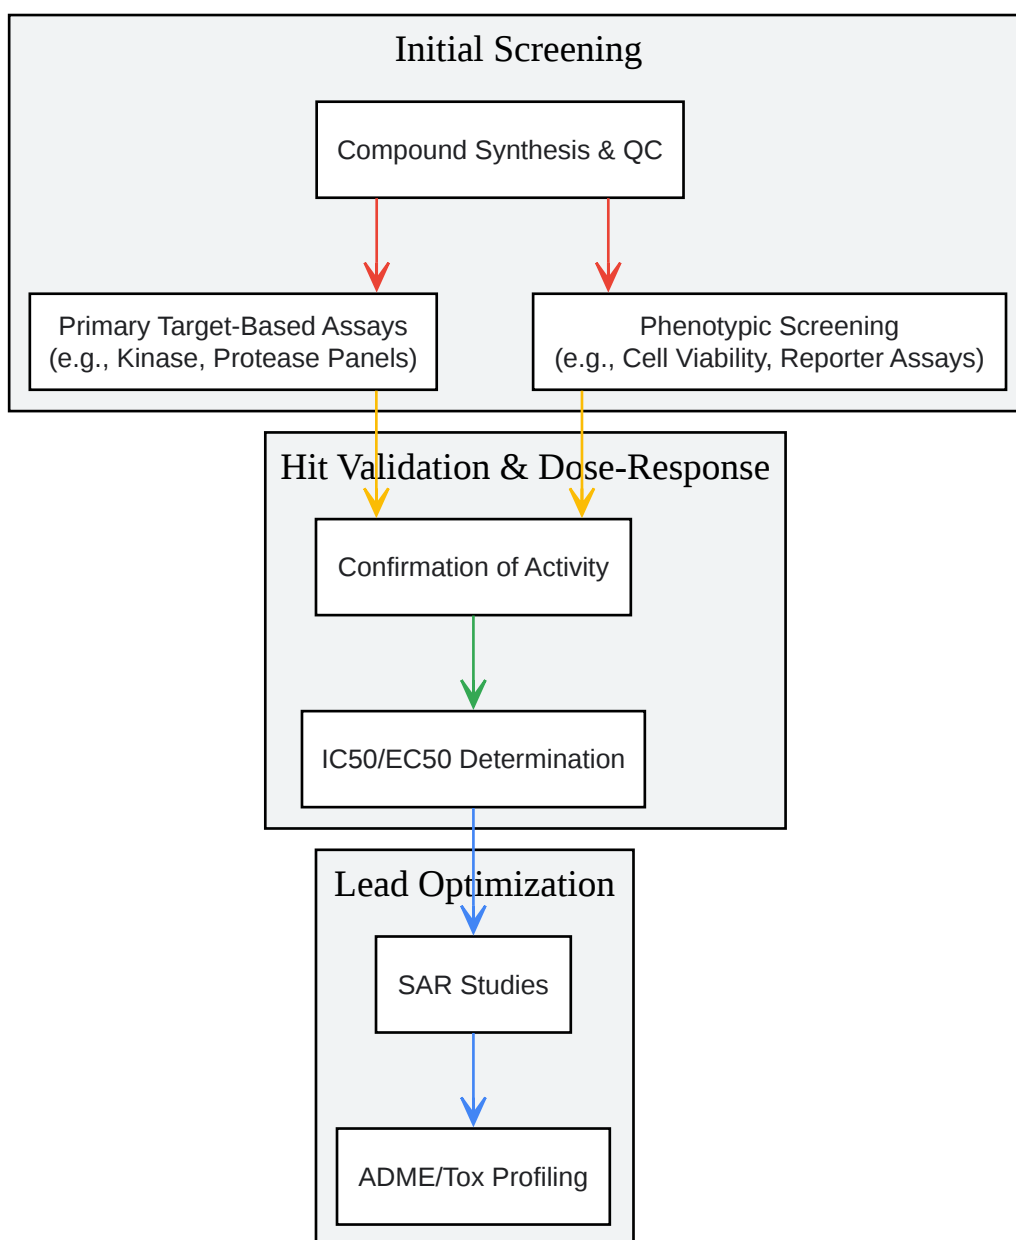 Initial Screening
Compound Synthesis & QC
Primary Target-Based Assays
(e.g., Kinase, Protease Panels)
Phenotypic Screening
(e.g., Cell Viability, Reporter Assays)
Hit Validation & Dose-Response
Confirmation of Activity
IC50/EC50 Determination
Lead Optimization
SAR Studies
ADME/Tox Profiling